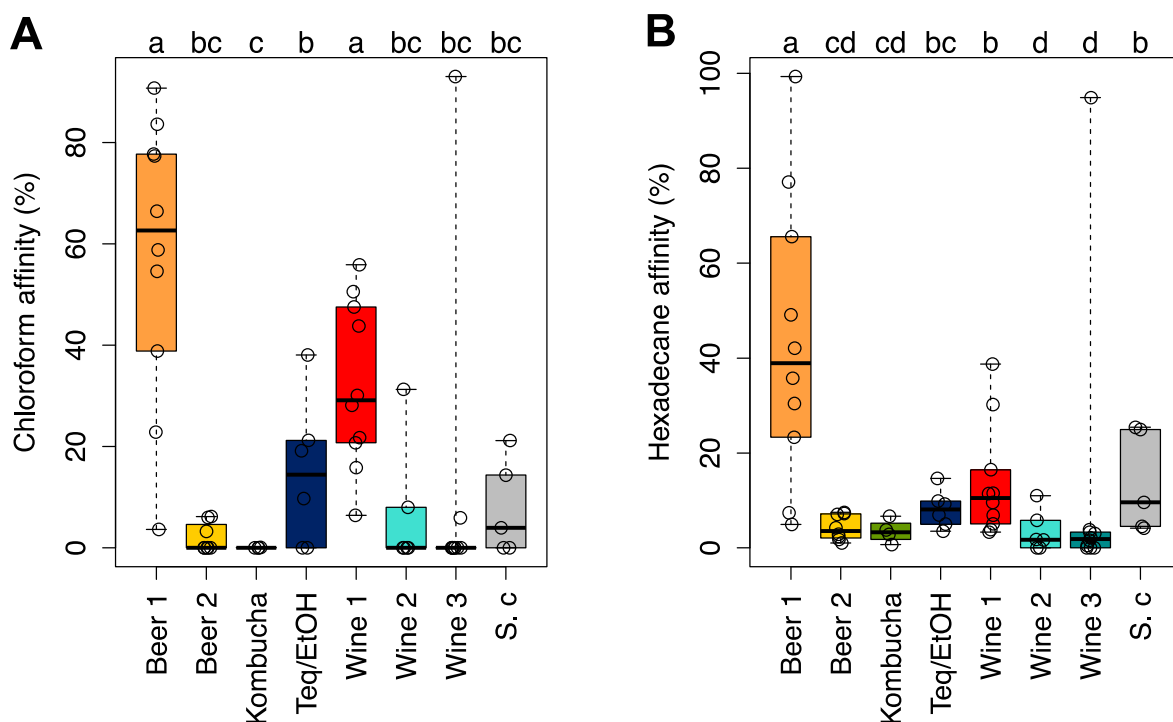 A
a bc c b a bc bc bc
Chloroform affinity (%)
80
60
40
20
0
Beer 1
Beer 2
Kombucha
Teq/EtOH
Wine 1
Wine 2
Wine 3
S. c
B
a cd cd bc b d d b
Hexadecane affinity (%)
100
80
60
40
20
0
Beer 1
Beer 2
Kombucha
Teq/EtOH
Wine 1
Wine 2
Wine 3
S. c